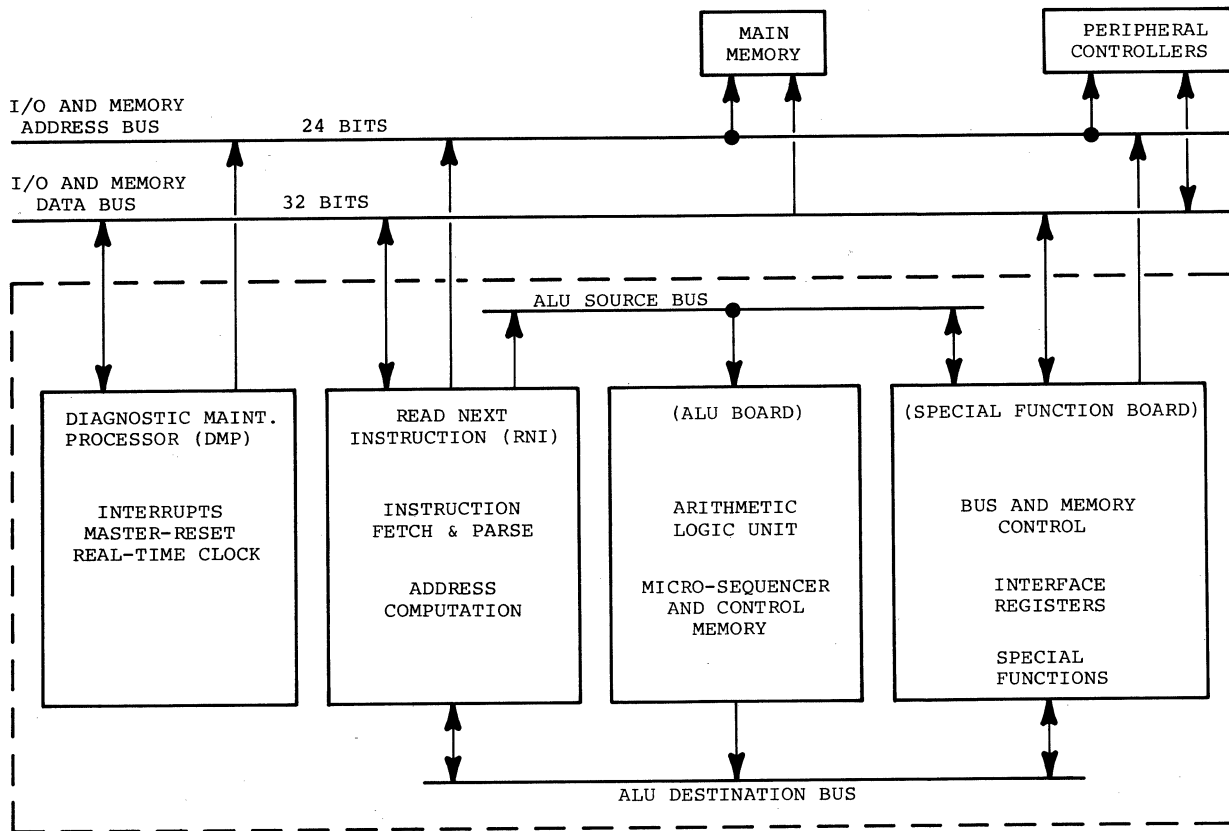 MAIN
MEMORY
PERIPHERAL
CONTROLLERS
I/O AND MEMORY
ADDRESS BUS
24 BITS
I/O AND MEMORY
DATA BUS
32 BITS
ALU SOURCE BUS
DIAGNOSTIC MAINT.
PROCESSOR (DMP)
INTERRUPTS
MASTER-RESET
REAL-TIME CLOCK
READ NEXT
INSTRUCTION (RNI)
INSTRUCTION
FETCH & PARSE
ADDRESS
COMPUTATION
(ALU BOARD)
ARITHMETIC
LOGIC UNIT
MICRO-SEQUENCER
AND CONTROL
MEMORY
(SPECIAL FUNCTION BOARD)
BUS AND MEMORY
CONTROL
INTERFACE
REGISTERS
SPECIAL
FUNCTIONS
ALU DESTINATION BUS